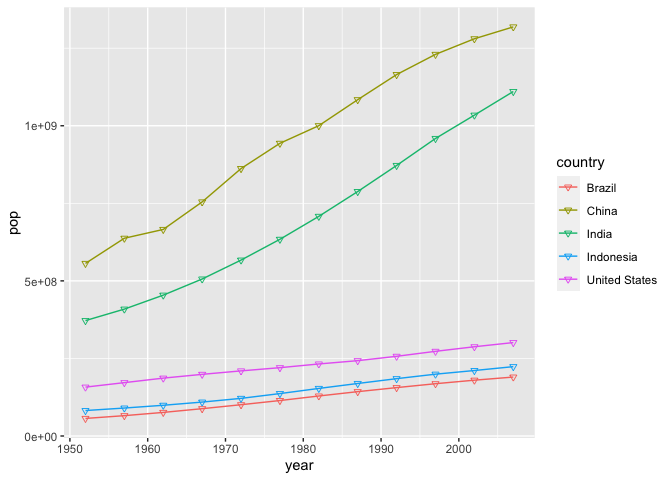 pop
1e+09
5e+08
0e+00
1950 1960 1970 1980 1990 2000
year
country
Brazil
China
India
Indonesia
United States